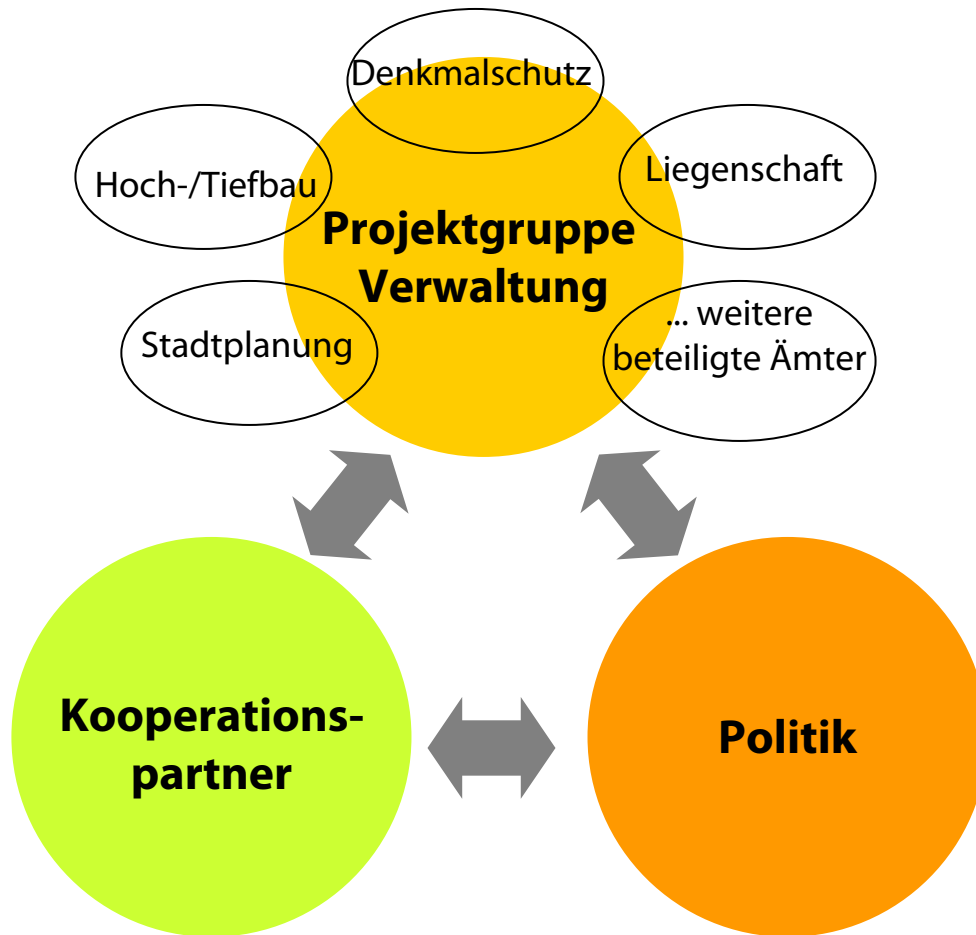 Denkmalschutz
Hoch-/Tiefbau
Liegenschaft
Projektgruppe
Verwaltung
Stadtplanung
... weitere
beteiligte Ämter
Kooperations-
partner
Politik